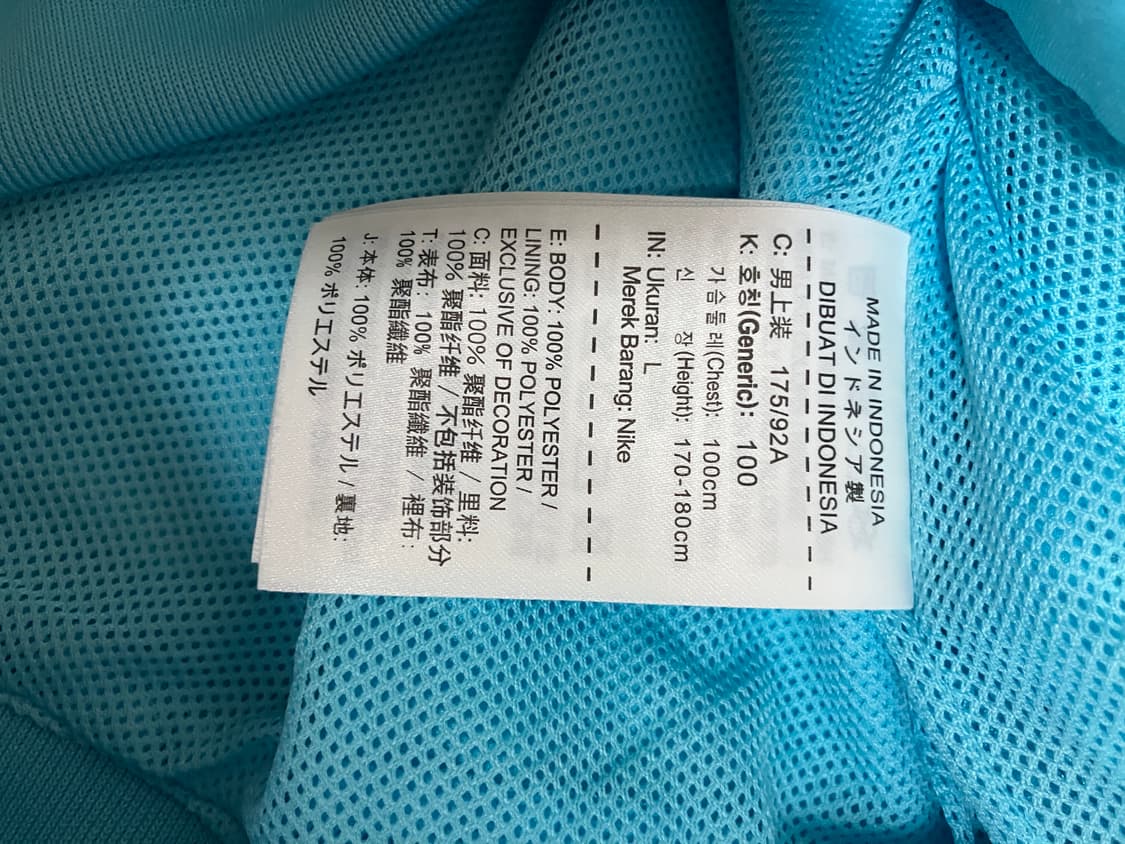 MADE IN INDONESIA
インドネシア製
DIBUAT DI INDONESIA
C: 男上装 175/92A
K: 호칭(Generic): 100
가슴둘레(Chest): 100cm
신 장(Height): 170-180cm
IN: Ukuran: L
Merek Barang: Nike
E: BODY: 100% POLYESTER /
LINING: 100% POLYESTER /
EXCLUSIVE OF DECORATION
C: 面料: 100% 聚酯纤维 / 里料:
100% 聚酯纤维 / 不包括装饰部分
T: 表布: 100% 聚酯纖維 / 裡布:
100% 聚酯纖維
J: 本体: 100% ポリエステル / 裏地:
100% ポリエステル